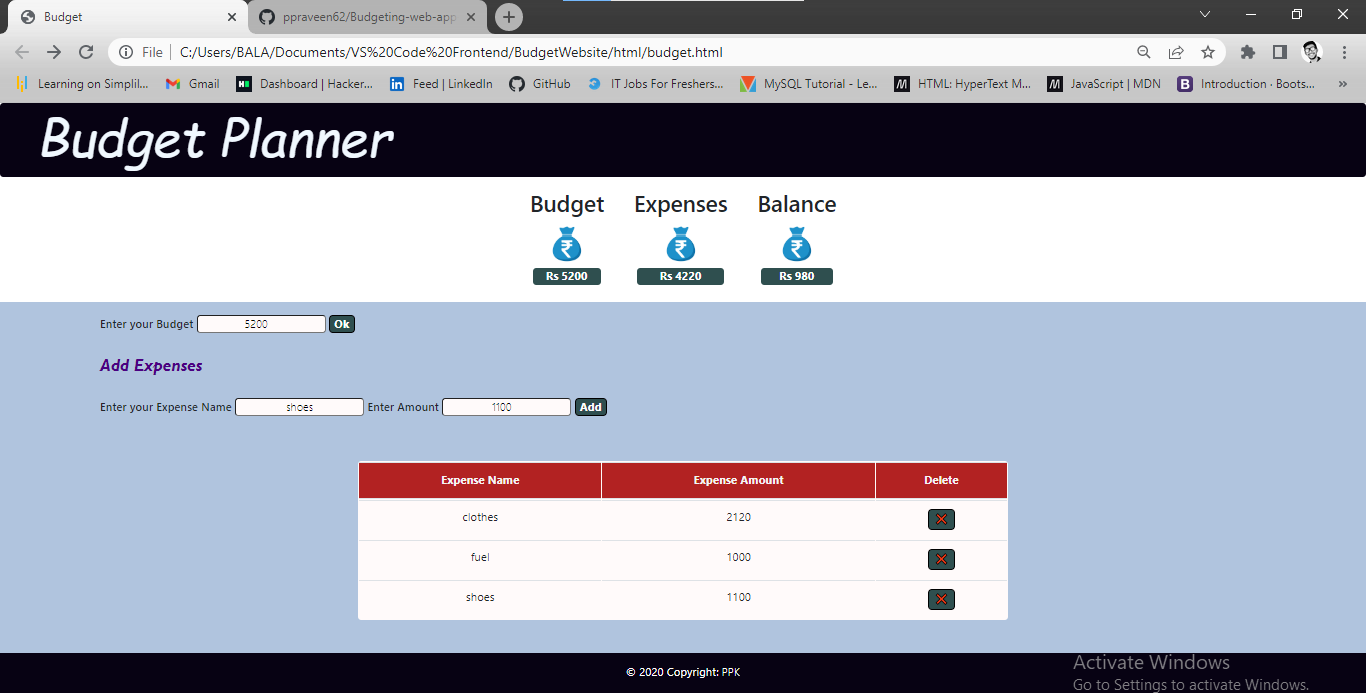 Budget
ppraveen62/Budgeting-web-app
File
C:/Users/BALA/Documents/VS%20Code%20Frontend/BudgetWebsite/html/budget.html
Learning on Simplil... Gmail Dashboard | Hacker... Feed | LinkedIn GitHub IT Jobs For Freshers... MySQL Tutorial - Le... HTML: HyperText M... JavaScript | MDN Introduction · Boots... »
Budget Planner
Budget Expenses Balance
₹ ₹ ₹
Rs 5200 Rs 4220 Rs 980
Enter your Budget 5200 Ok
Add Expenses
Enter your Expense Name shoes Enter Amount 1100 Add
Expense Name Expense Amount Delete
clothes 2120
fuel 1000
shoes 1100
© 2020 Copyright: PPK
Activate Windows
Go to Settings to activate Windows.